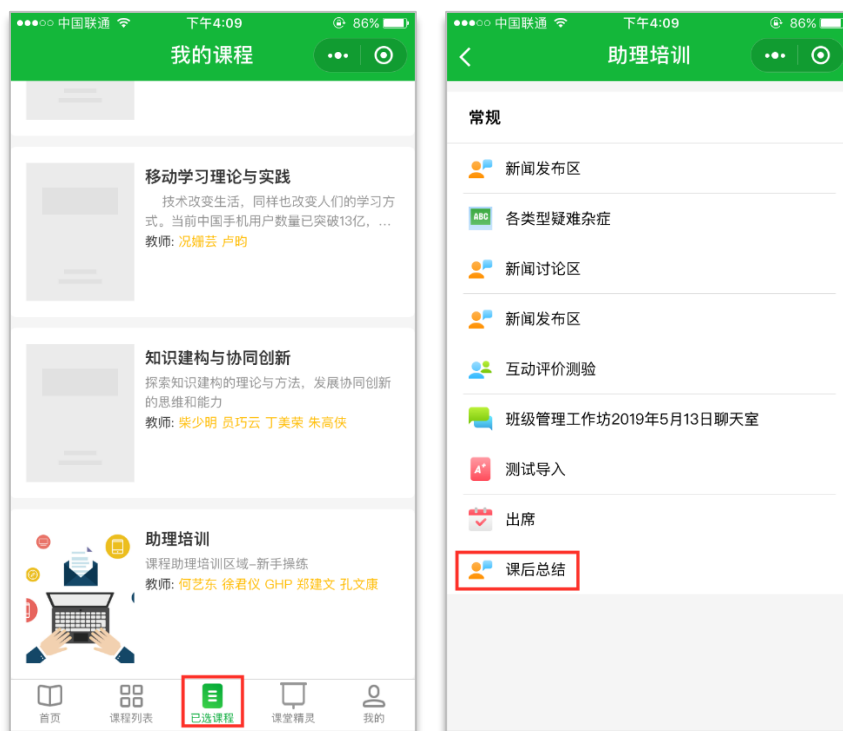 中国联通
下午4:09
86%
我的课程
移动学习理论与实践
技术改变生活，同样也改变人们的学习方
式。当前中国手机用户数量已突破13亿，...
教师: 况姗芸 卢昀
知识建构与协同创新
探索知识建构的理论与方法，发展协同创新
的思维和能力
教师: 柴少明 员巧云 丁美荣 朱高侠
助理培训
课程助理培训区域–新手操练
教师: 何艺东 徐君仪 GHP 郑建文 孔文康
首页
课程列表
已选课程
课堂精灵
我的
中国联通
下午4:09
86%
助理培训
常规
新闻发布区
ABC
各类型疑难杂症
新闻讨论区
新闻发布区
互动评价测验
班级管理工作坊2019年5月13日聊天室
A+
测试导入
出席
课后总结